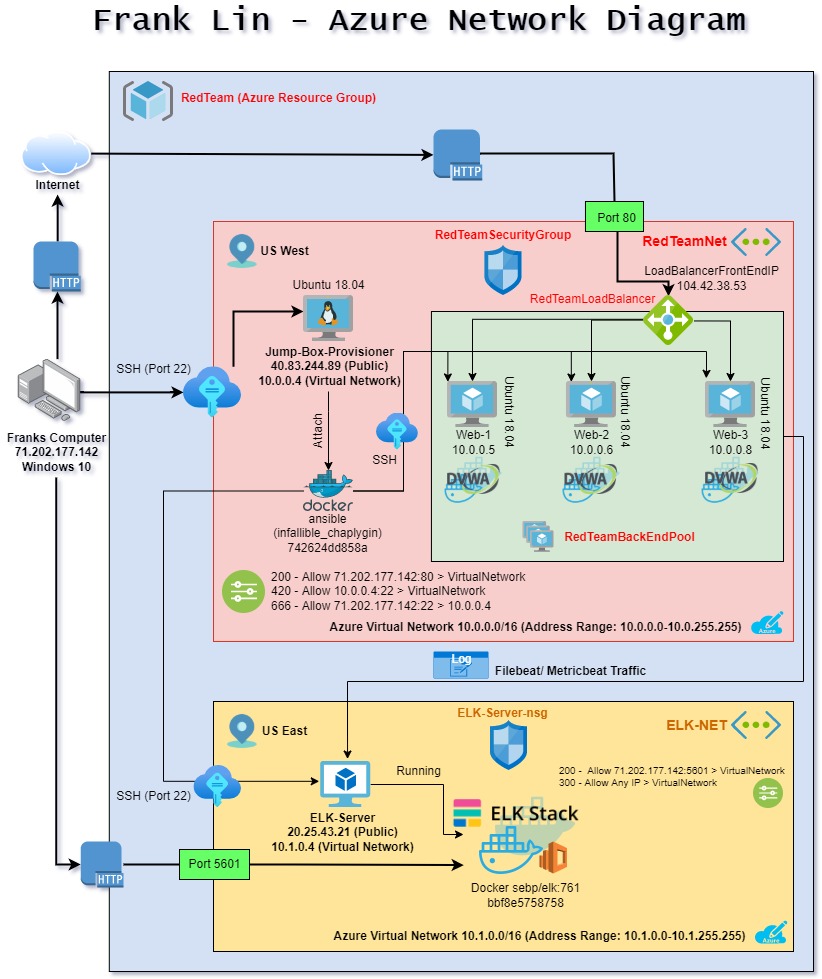 Frank Lin - Azure Network Diagram
RedTeam (Azure Resource Group)
HTTP
Internet
HTTP
Port 80
RedTeamSecurityGroup
RedTeamNet
US West
LoadBalancerFrontEndIP
104.42.38.53
Ubuntu 18.04
RedTeamLoadBalancer
Jump-Box-Provisioner
40.83.244.89 (Public)
10.0.0.4 (Virtual Network)
SSH (Port 22)
Franks Computer
71.202.177.142
Windows 10
Attach
SSH
Ubuntu 18.04
Web-1
10.0.0.5
DVWA
Ubuntu 18.04
Web-2
10.0.0.6
DVWA
Ubuntu 18.04
Web-3
10.0.0.8
DVWA
docker
ansible
(infallible_chaplygin)
742624dd858a
RedTeamBackEndPool
200 - Allow 71.202.177.142:80 > VirtualNetwork
420 - Allow 10.0.0.4:22 > VirtualNetwork
666 - Allow 71.202.177.142:22 > 10.0.0.4
Azure Virtual Network 10.0.0.0/16 (Address Range: 10.0.0.0-10.0.255.255)
Azure
Log
Filebeat/ Metricbeat Traffic
US East
ELK-Server-nsg
ELK-NET
200 - Allow 71.202.177.142:5601 > VirtualNetwork
300 - Allow Any IP > VirtualNetwork
SSH (Port 22)
Running
ELK-Server
20.25.43.21 (Public)
10.1.0.4 (Virtual Network)
ELK Stack
HTTP
Port 5601
Docker sebp/elk:761
bbf8e5758758
Azure Virtual Network 10.1.0.0/16 (Address Range: 10.1.0.0-10.1.255.255)
Azure